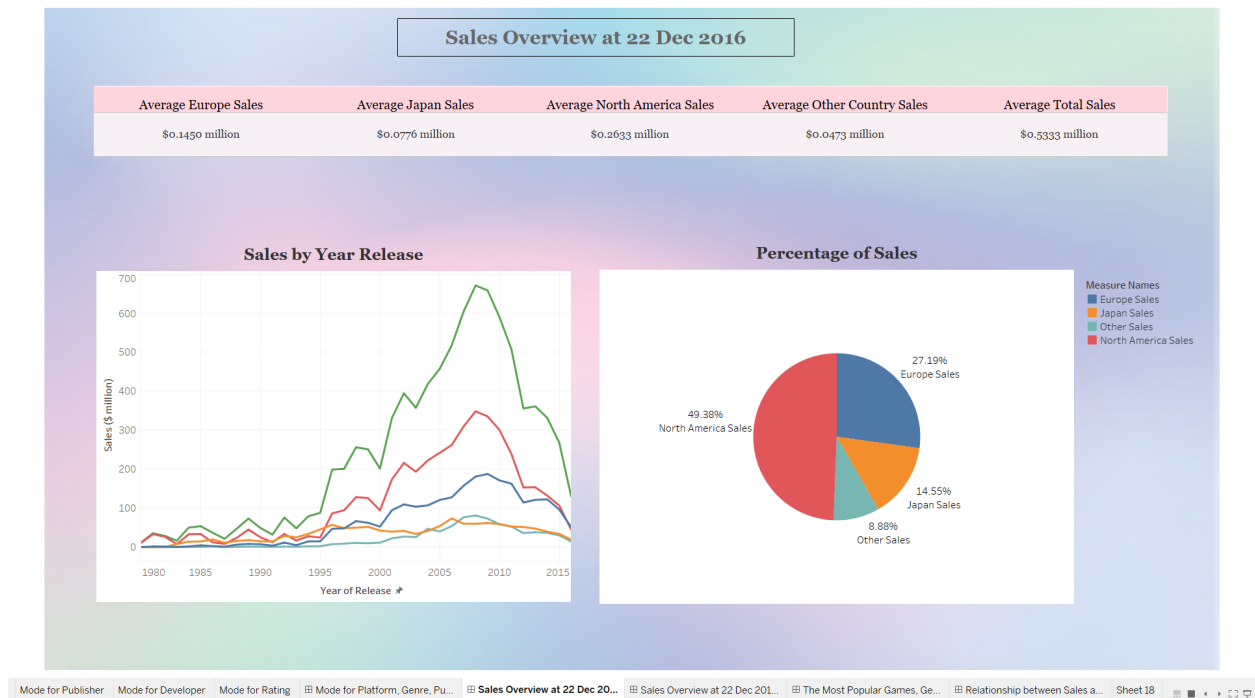 Sales Overview at 22 Dec 2016
Average Europe Sales Average Japan Sales Average North America Sales Average Other Country Sales Average Total Sales
$0.1450 million $0.0776 million $0.2633 million $0.0473 million $0.5333 million
Sales by Year Release
700
600
500
400
300
200
100
0
Sales ($ million)
1980 1985 1990 1995 2000 2005 2010 2015
Year of Release
Percentage of Sales
27.19%
Europe Sales
49.38%
North America Sales
14.55%
Japan Sales
8.88%
Other Sales
Measure Names
Europe Sales
Japan Sales
Other Sales
North America Sales
Mode for Publisher Mode for Developer Mode for Rating Mode for Platform, Genre, Pu... Sales Overview at 22 Dec 20... Sales Overview at 22 Dec 201... The Most Popular Games, Ge... Relationship between Sales a... Sheet 18